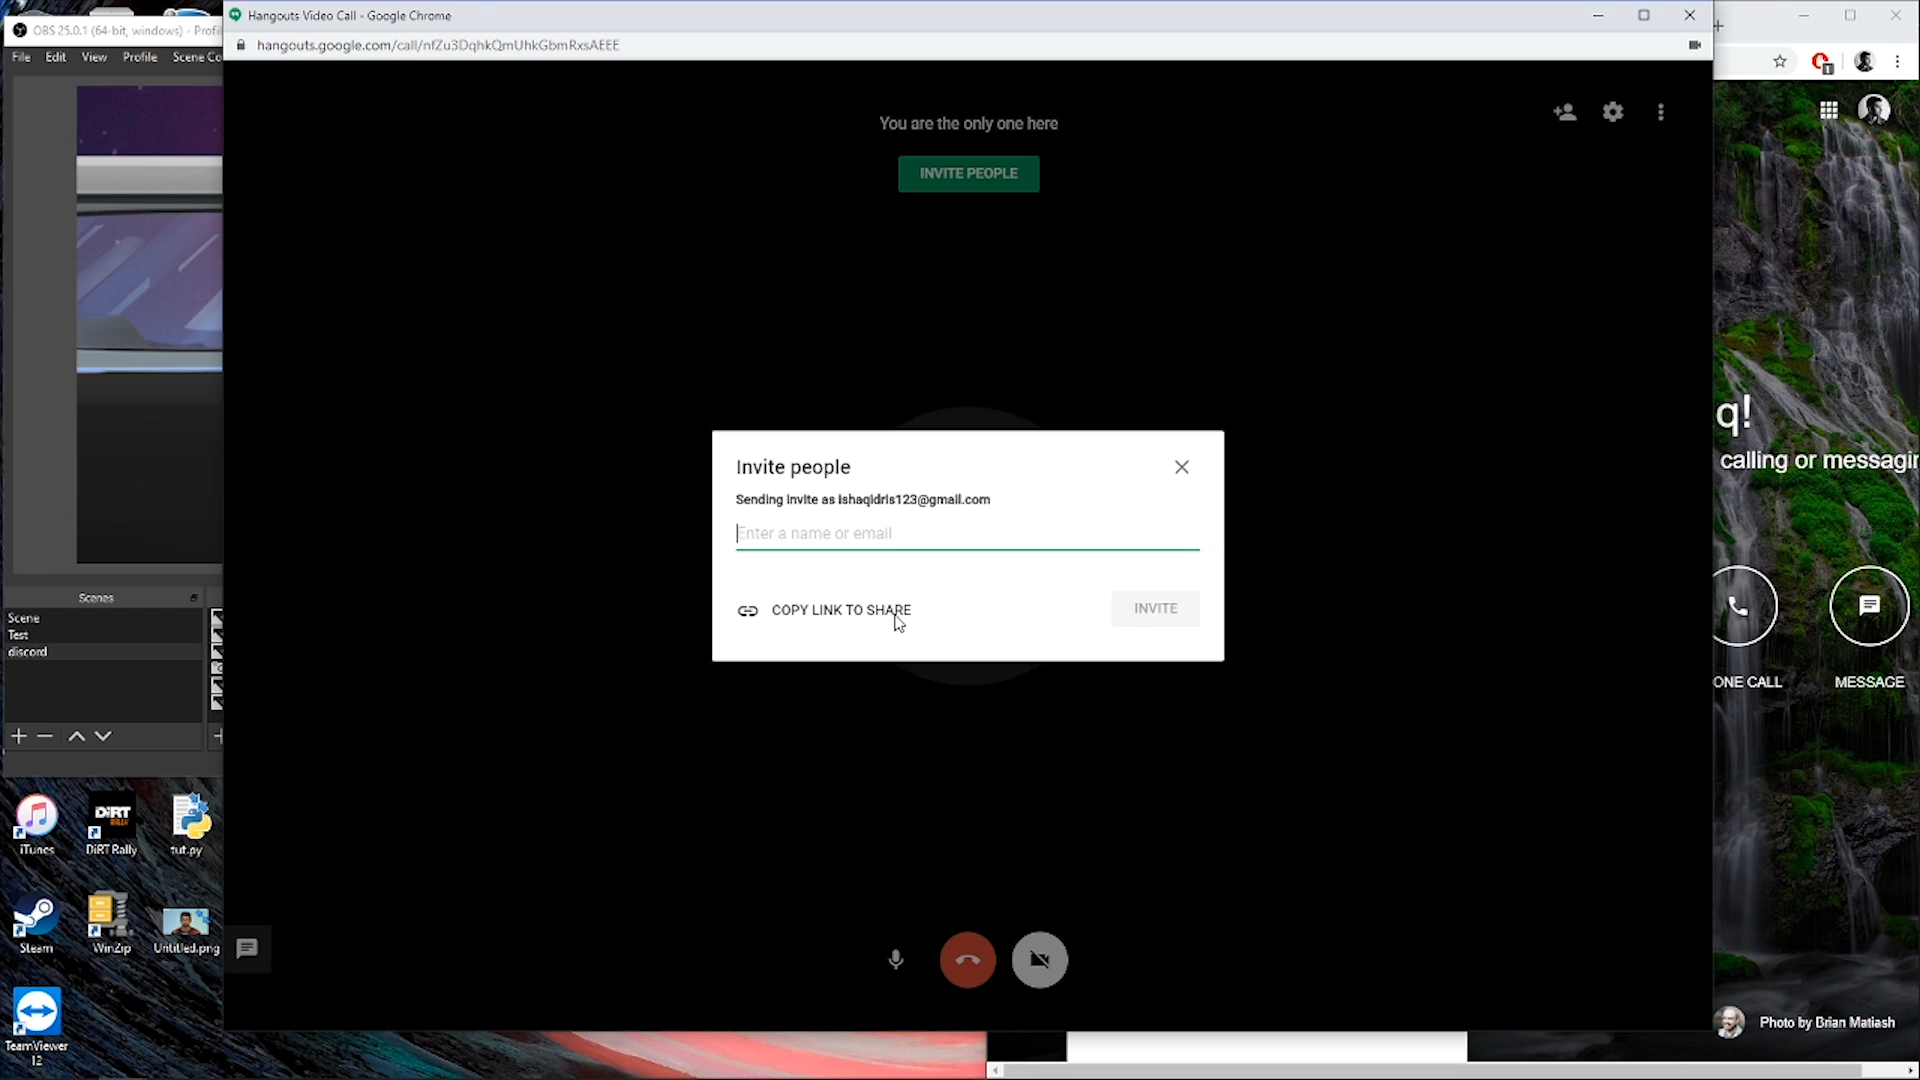 OBS 25.0.1 (64-bit, windows) - Profil
File Edit View Profile Scene Co
Hangouts Video Call - Google Chrome
hangouts.google.com/call/nfZu3DqhkQmUhkGbmRxsAEEE
You are the only one here
INVITE PEOPLE
Invite people
Sending invite as ishaqidris123@gmail.com
Enter a name or email
COPY LINK TO SHARE
INVITE
q!
calling or messagin
ONE CALL
MESSAGE
Photo by Brian Matiash
Scenes
Scene
Test
discord
iTunes
DiRT
DiRT Rally
tut.py
Steam
WinZip
Untitled.png
TeamViewer
12